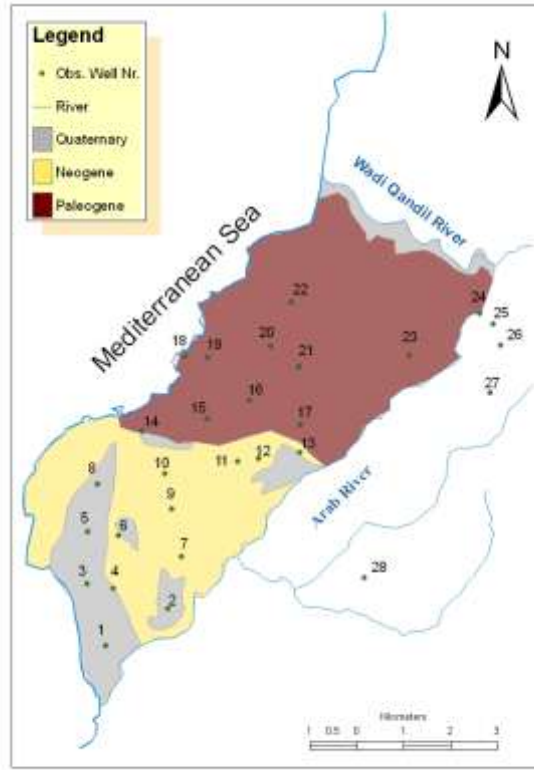 Legend
Obs. Well Nr.
River
Quaternary
Neogene
Paleogene
N
Wadi Qandil River
Mediterranean Sea
22
24
25
26
18
19
20
21
23
27
16
15
17
14
13
12
11
10
8
9
5
6
7
Arab River
3
4
2
28
1
Kilometers
1 0.5 0 1 2 3